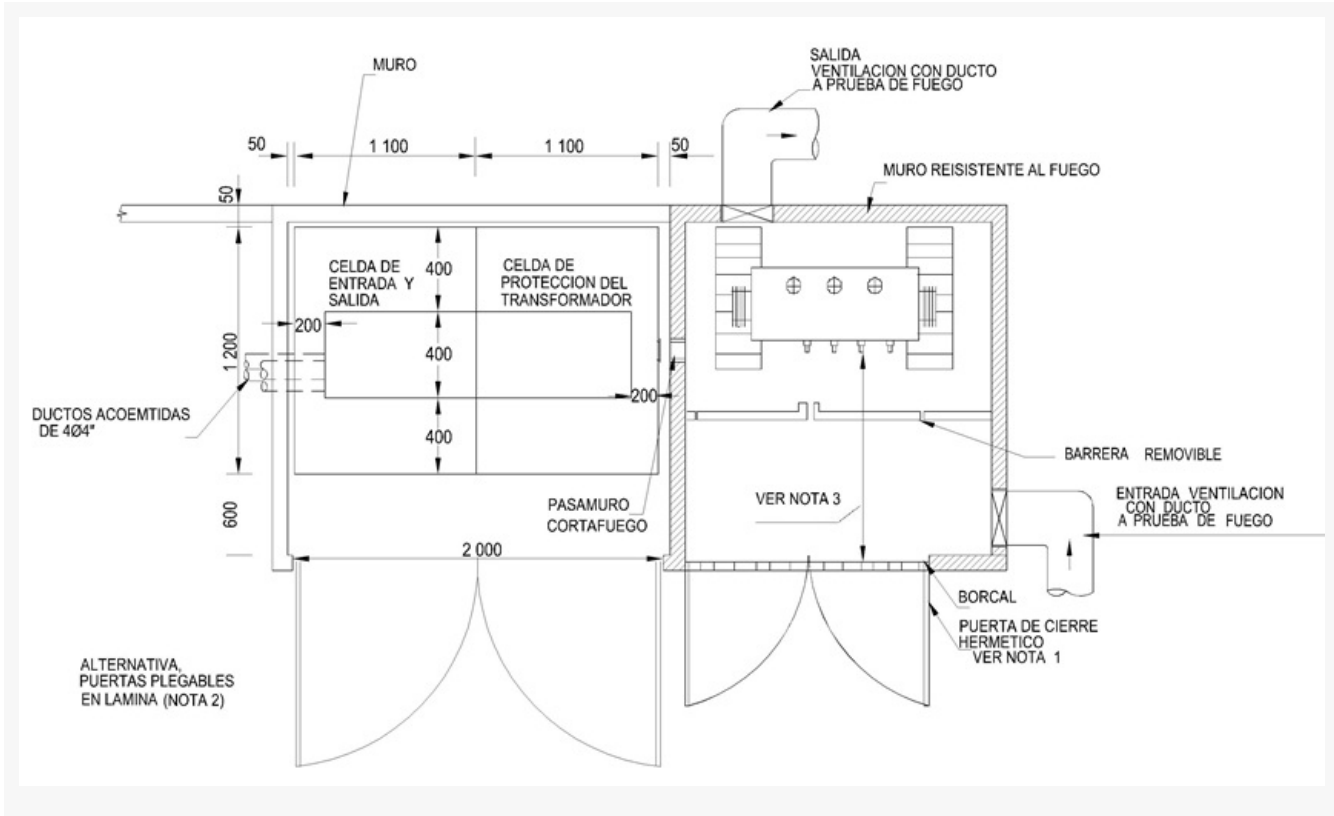 SALIDA
VENTILACION CON DUCTO
A PRUEBA DE FUEGO
MURO
50
1 100
1 100
50
MURO REISISTENTE AL FUEGO
50
CELDA DE
ENTRADA Y
SALIDA
400
CELDA DE
PROTECCION DEL
TRANSFORMADOR
200
1 200
400
200
DUCTOS ACOEMTIDAS
DE 4Ø4"
400
BARRERA REMOVIBLE
PASAMURO
CORTAFUEGO
VER NOTA 3
ENTRADA VENTILACION
CON DUCTO
A PRUEBA DE FUEGO
600
2 000
BORCAL
PUERTA DE CIERRE
HERMETICO
VER NOTA 1
ALTERNATIVA,
PUERTAS PLEGABLES
EN LAMINA (NOTA 2)